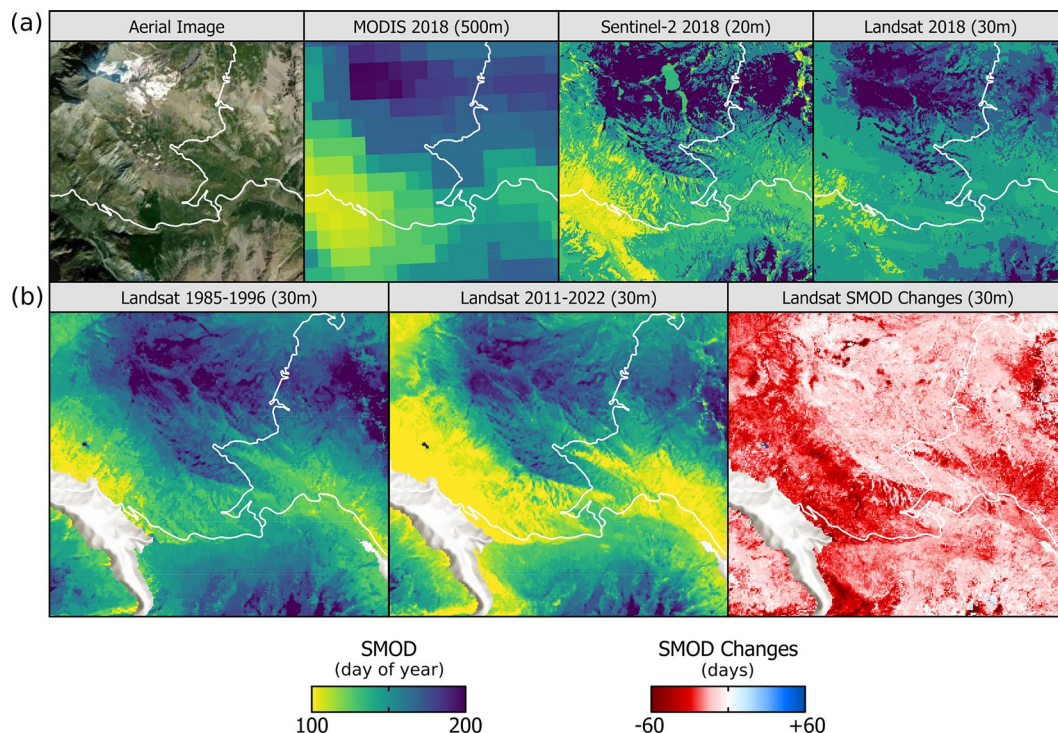 (a)
Aerial Image
MODIS 2018 (500m)
Sentinel-2 2018 (20m)
Landsat 2018 (30m)
(b)
Landsat 1985-1996 (30m)
Landsat 2011-2022 (30m)
Landsat SMOD Changes (30m)
SMOD
(day of year)
100
200
SMOD Changes
(days)
-60
+60